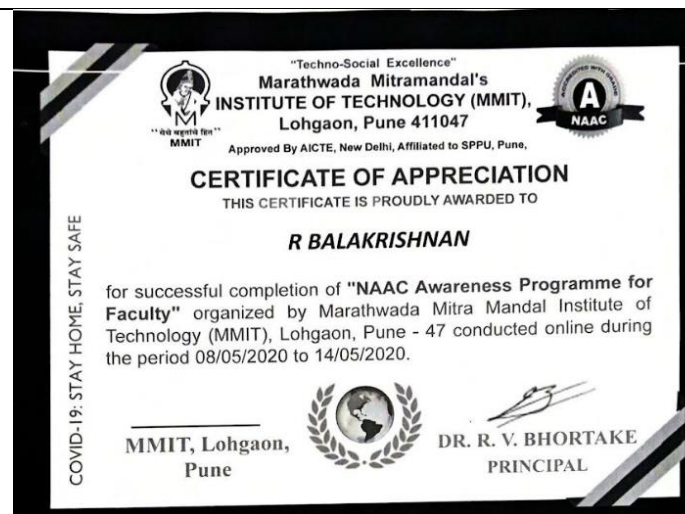 "Techno-Social Excellence"
Marathwada Mitramandal's
INSTITUTE OF TECHNOLOGY (MMIT),
Lohgaon, Pune 411047
Approved By AICTE, New Delhi, Affiliated to SPPU, Pune,
''येथे बहुतांचे हित''
MMIT
ACCREDITED WITH GRADE
A
NAAC
CERTIFICATE OF APPRECIATION
THIS CERTIFICATE IS PROUDLY AWARDED TO
R BALAKRISHNAN
for successful completion of "NAAC Awareness Programme for
Faculty" organized by Marathwada Mitra Mandal Institute of
Technology (MMIT), Lohgaon, Pune - 47 conducted online during
the period 08/05/2020 to 14/05/2020.
COVID-19: STAY HOME, STAY SAFE
MMIT, Lohgaon,
Pune
DR. R. V. BHORTAKE
PRINCIPAL